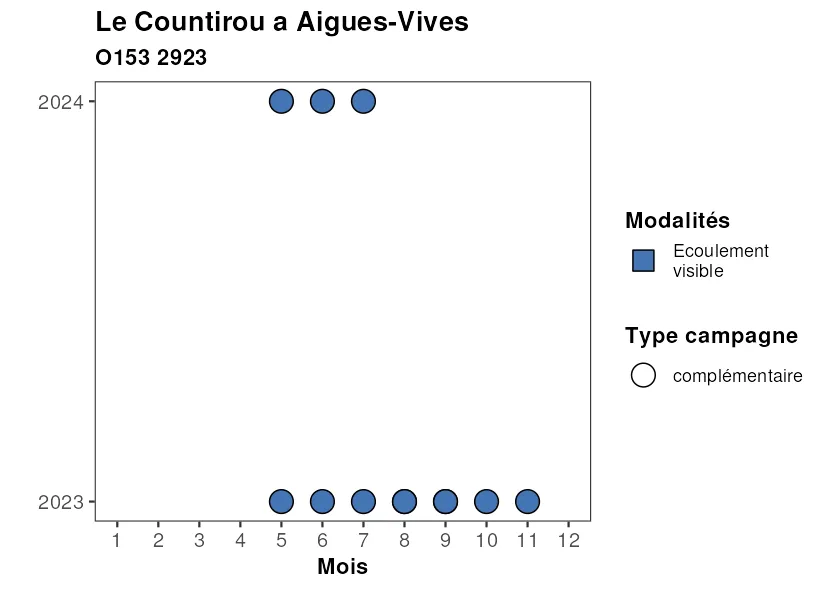 Le Countirou a Aigues-Vives
O153 2923
2024
2023
1 2 3 4 5 6 7 8 9 10 11 12
Mois
Modalités
Ecoulement
visible
Type campagne
complémentaire